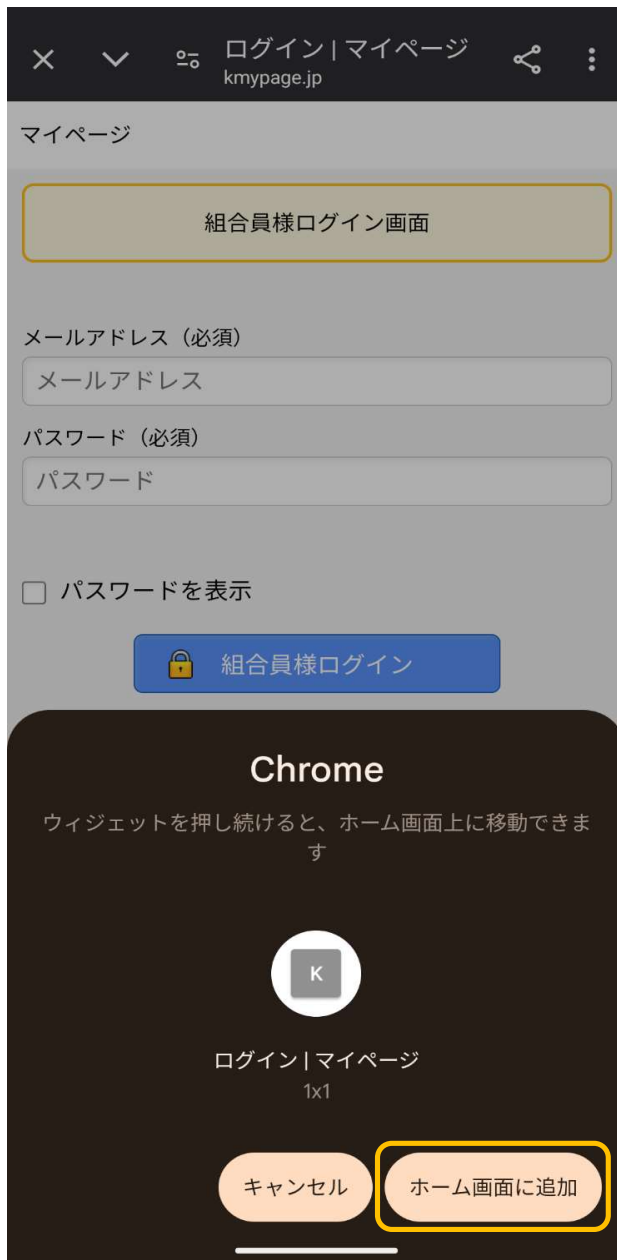 ログイン | マイページ
kmypage.jp
マイページ
組合員様ログイン画面
メールアドレス（必須）
メールアドレス
パスワード（必須）
パスワード
パスワードを表示
組合員様ログイン
Chrome
ウィジェットを押し続けると、ホーム画面上に移動できま
す
K
ログイン | マイページ
1x1
キャンセル
ホーム画面に追加